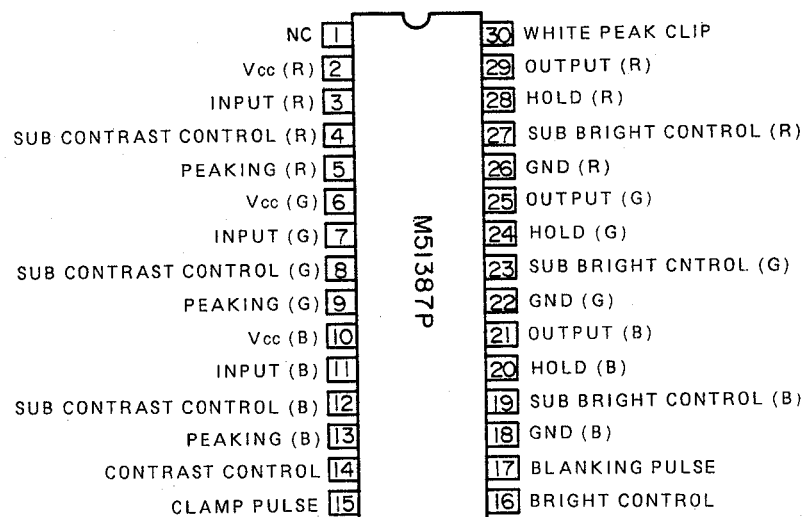 NC 1
Vcc (R) 2
INPUT (R) 3
SUB CONTRAST CONTROL (R) 4
PEAKING (R) 5
Vcc (G) 6
INPUT (G) 7
SUB CONTRAST CONTROL (G) 8
PEAKING (G) 9
Vcc (B) 10
INPUT (B) 11
SUB CONTRAST CONTROL (B) 12
PEAKING (B) 13
CONTRAST CONTROL 14
CLAMP PULSE 15
M51387P
30 WHITE PEAK CLIP
29 OUTPUT (R)
28 HOLD (R)
27 SUB BRIGHT CONTROL (R)
26 GND (R)
25 OUTPUT (G)
24 HOLD (G)
23 SUB BRIGHT CNTROL (G)
22 GND (G)
21 OUTPUT (B)
20 HOLD (B)
19 SUB BRIGHT CONTROL (B)
18 GND (B)
17 BLANKING PULSE
16 BRIGHT CONTROL